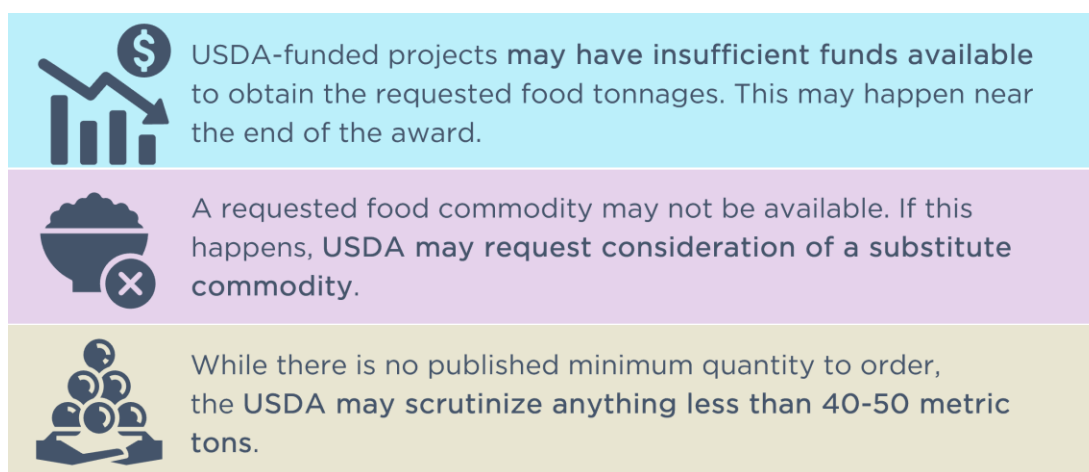 $
USDA-funded projects may have insufficient funds available
to obtain the requested food tonnages. This may happen near
the end of the award.
A requested food commodity may not be available. If this
happens, USDA may request consideration of a substitute
commodity.
While there is no published minimum quantity to order,
the USDA may scrutinize anything less than 40-50 metric
tons.